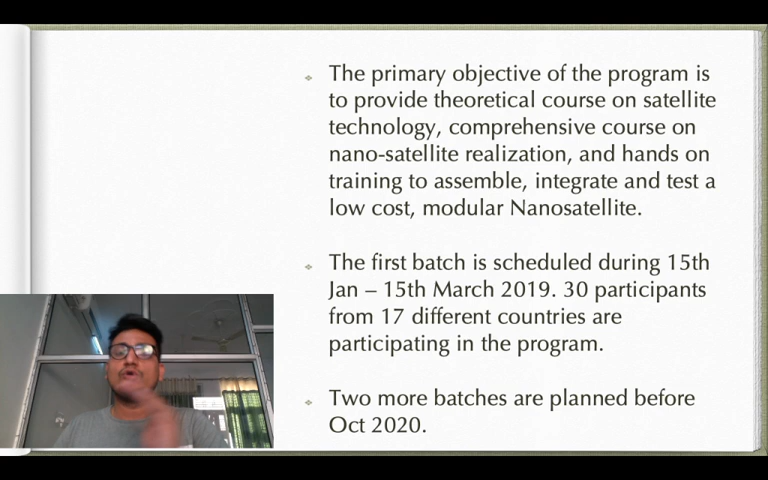 The primary objective of the program is
to provide theoretical course on satellite
technology, comprehensive course on
nano-satellite realization, and hands on
training to assemble, integrate and test a
low cost, modular Nanosatellite.
The first batch is scheduled during 15th
Jan – 15th March 2019. 30 participants
from 17 different countries are
participating in the program.
Two more batches are planned before
Oct 2020.